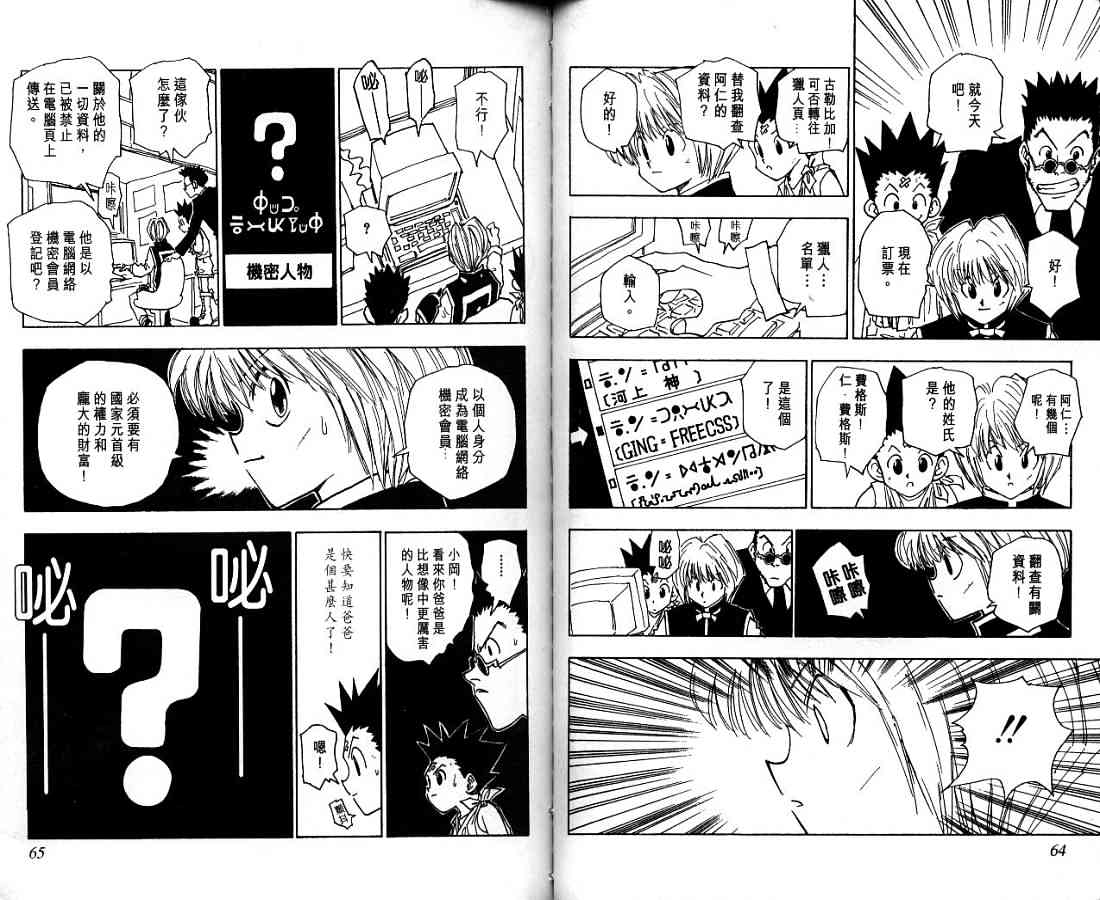 就今天
吧！
好！
現在
訂票。
古勒比加
可否轉往
獵人頁…
替我翻查
阿仁的
資料？
好的！
獵人…
名單…
咔嚓
咔嚓
輸入。
阿仁…
有幾個
呢！
他的姓氏
是？
費格斯！
仁．費格斯！
是這個
了！
(河上 神)
(GING = FREECSS)
翻查有關
資料！
咔嚓
咔嚓
咇
咇
!!
64
不行！
咇
咇
？
？
機密人物
這傢伙
怎麼了？
關於他的
一切資料，
已被禁止
在電腦頁上
傳送。
咔嚓
他是以
電腦網絡
機密會員
登記吧？
以個人身分
成為電腦網絡
機密會員…
必須要有
國家元首級
的權力和
龐大的財富！
……
小岡！
看來你爸爸是
比想像中更厲害
的人物呢！
快要知道爸爸
是個甚麼人了！
嗯！
咇
咇
？
65